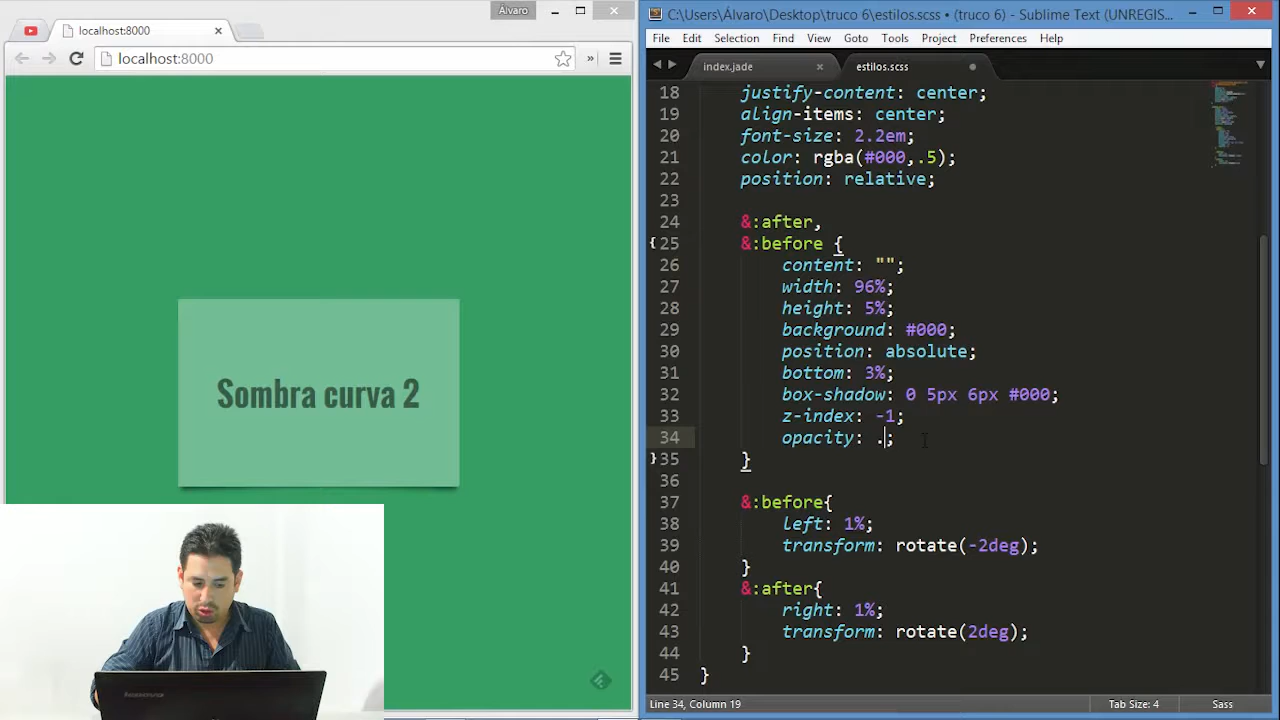 Álvaro
localhost:8000
localhost:8000
Sombra curva 2
C:\Users\Álvaro\Desktop\truco 6\estilos.scss • (truco 6) - Sublime Text (UNREGIS...
File Edit Selection Find View Goto Tools Project Preferences Help
index.jade
estilos.scss
18 justify-content: center;
19 align-items: center;
20 font-size: 2.2em;
21 color: rgba(#000,.5);
22 position: relative;
23
24 &:after,
25 &:before {
26 content: "";
27 width: 96%;
28 height: 5%;
29 background: #000;
30 position: absolute;
31 bottom: 3%;
32 box-shadow: 0 5px 6px #000;
33 z-index: -1;
34 opacity: .;
35 }
36
37 &:before{
38 left: 1%;
39 transform: rotate(-2deg);
40 }
41 &:after{
42 right: 1%;
43 transform: rotate(2deg);
44 }
45 }
Line 34, Column 19
Tab Size: 4
Sass